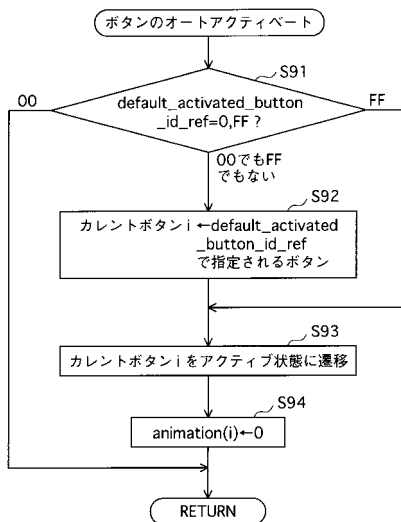 ボタンのオートアクティベート
S91
00
default_activated_button
_id_ref=0,FF ?
FF
00でもFF
でもない
S92
カレントボタン i ←default_activated
_button_id_ref
で指定されるボタン
S93
カレントボタン i をアクティブ状態に遷移
S94
animation(i)←0
RETURN